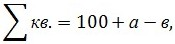 ∑ кв. = 100 + а − в,